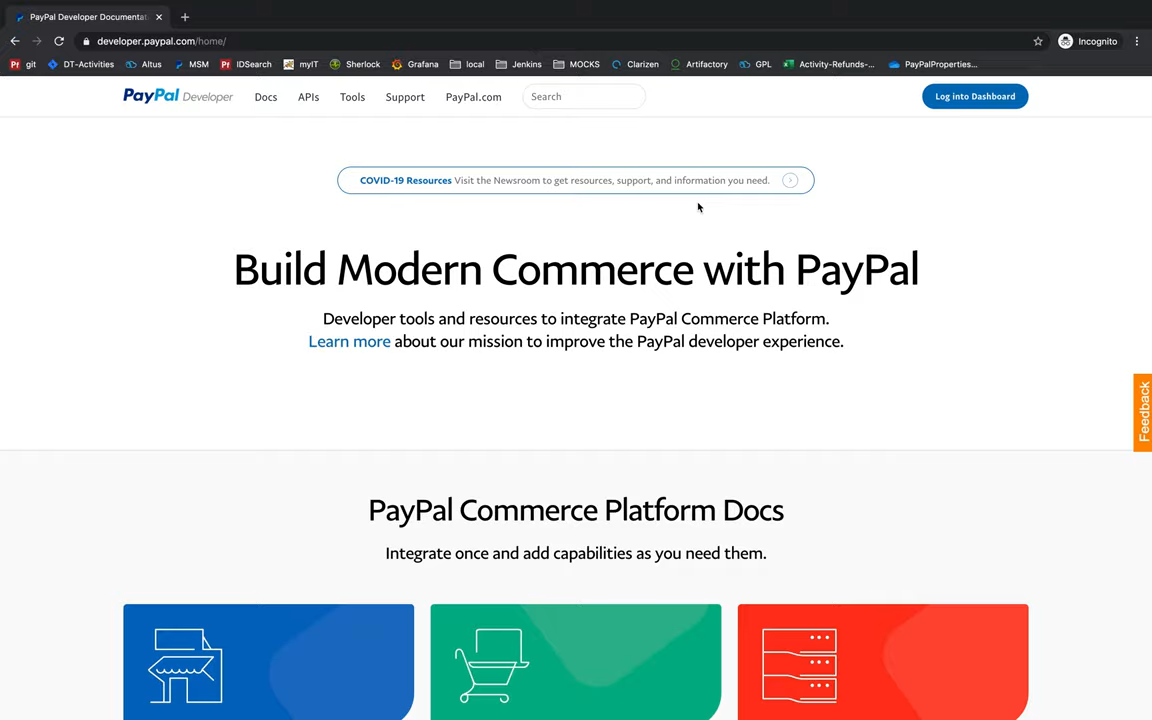 PayPal Developer Documentat
developer.paypal.com/home/
Incognito
git
DT-Activities
Altus
MSM
IDSearch
myIT
Sherlock
Grafana
local
Jenkins
MOCKS
Clarizen
Artifactory
GPL
Activity-Refunds-...
PayPalProperties...
PayPal Developer
Docs
APIs
Tools
Support
PayPal.com
Search
Log into Dashboard
COVID-19 Resources Visit the Newsroom to get resources, support, and information you need.
Build Modern Commerce with PayPal
Developer tools and resources to integrate PayPal Commerce Platform.
Learn more about our mission to improve the PayPal developer experience.
Feedback
PayPal Commerce Platform Docs
Integrate once and add capabilities as you need them.